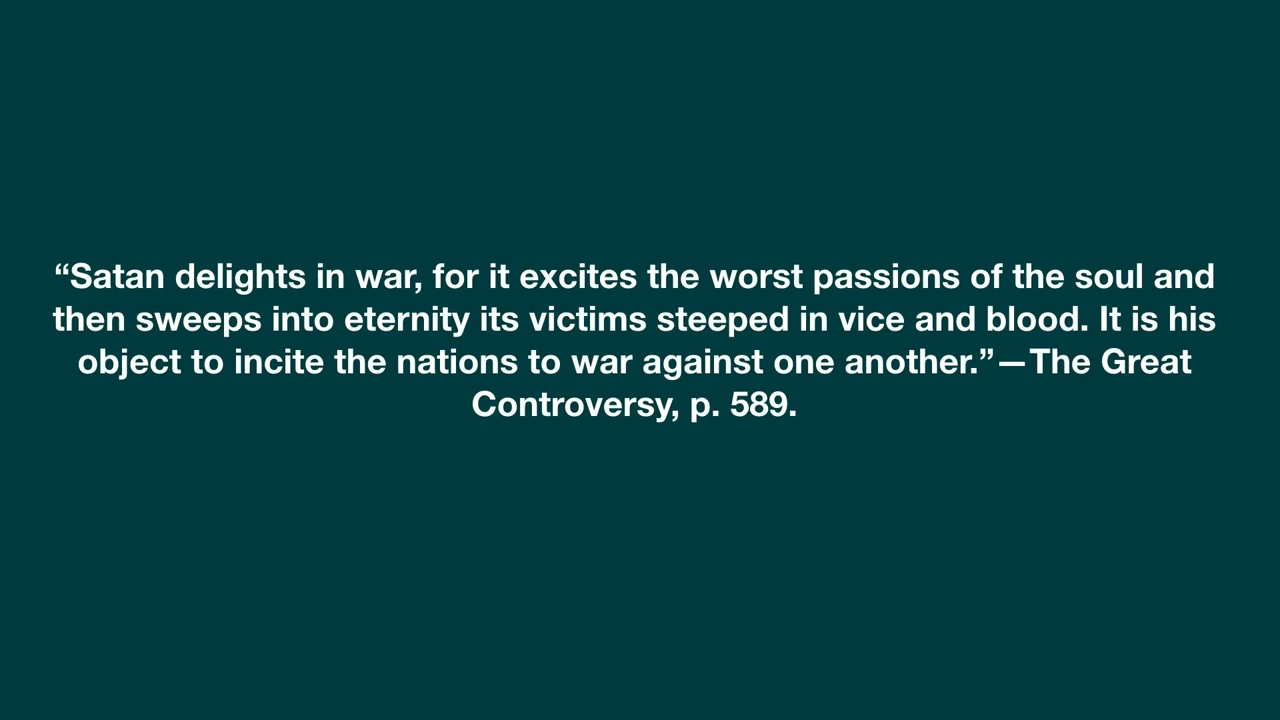 “Satan delights in war, for it excites the worst passions of the soul and
then sweeps into eternity its victims steeped in vice and blood. It is his
object to incite the nations to war against one another.”—The Great
Controversy, p. 589.